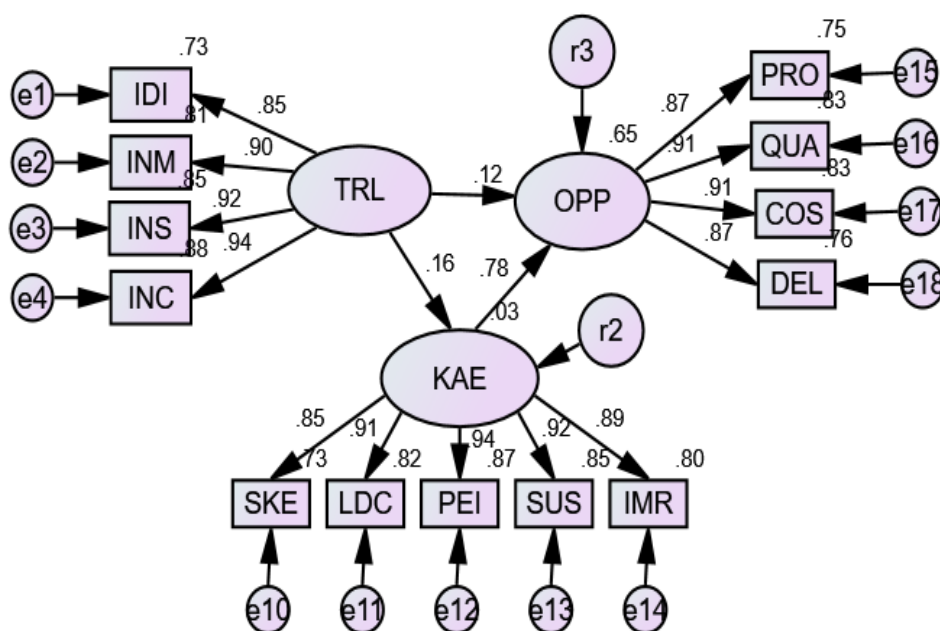 .73
e1
IDI
.85
.81
e2
INM
.90
.85
e3
INS
.92
.88
e4
INC
.94
TRL
.12
r3
.65
OPP
.87
.75
PRO
e15
.91
.83
QUA
e16
.91
.83
COS
e17
.87
.76
DEL
e18
.16
.78
.03
r2
KAE
.85
.91
.94
.92
.89
.73
.82
.87
.85
.80
SKE
LDC
PEI
SUS
IMR
e10
e11
e12
e13
e14